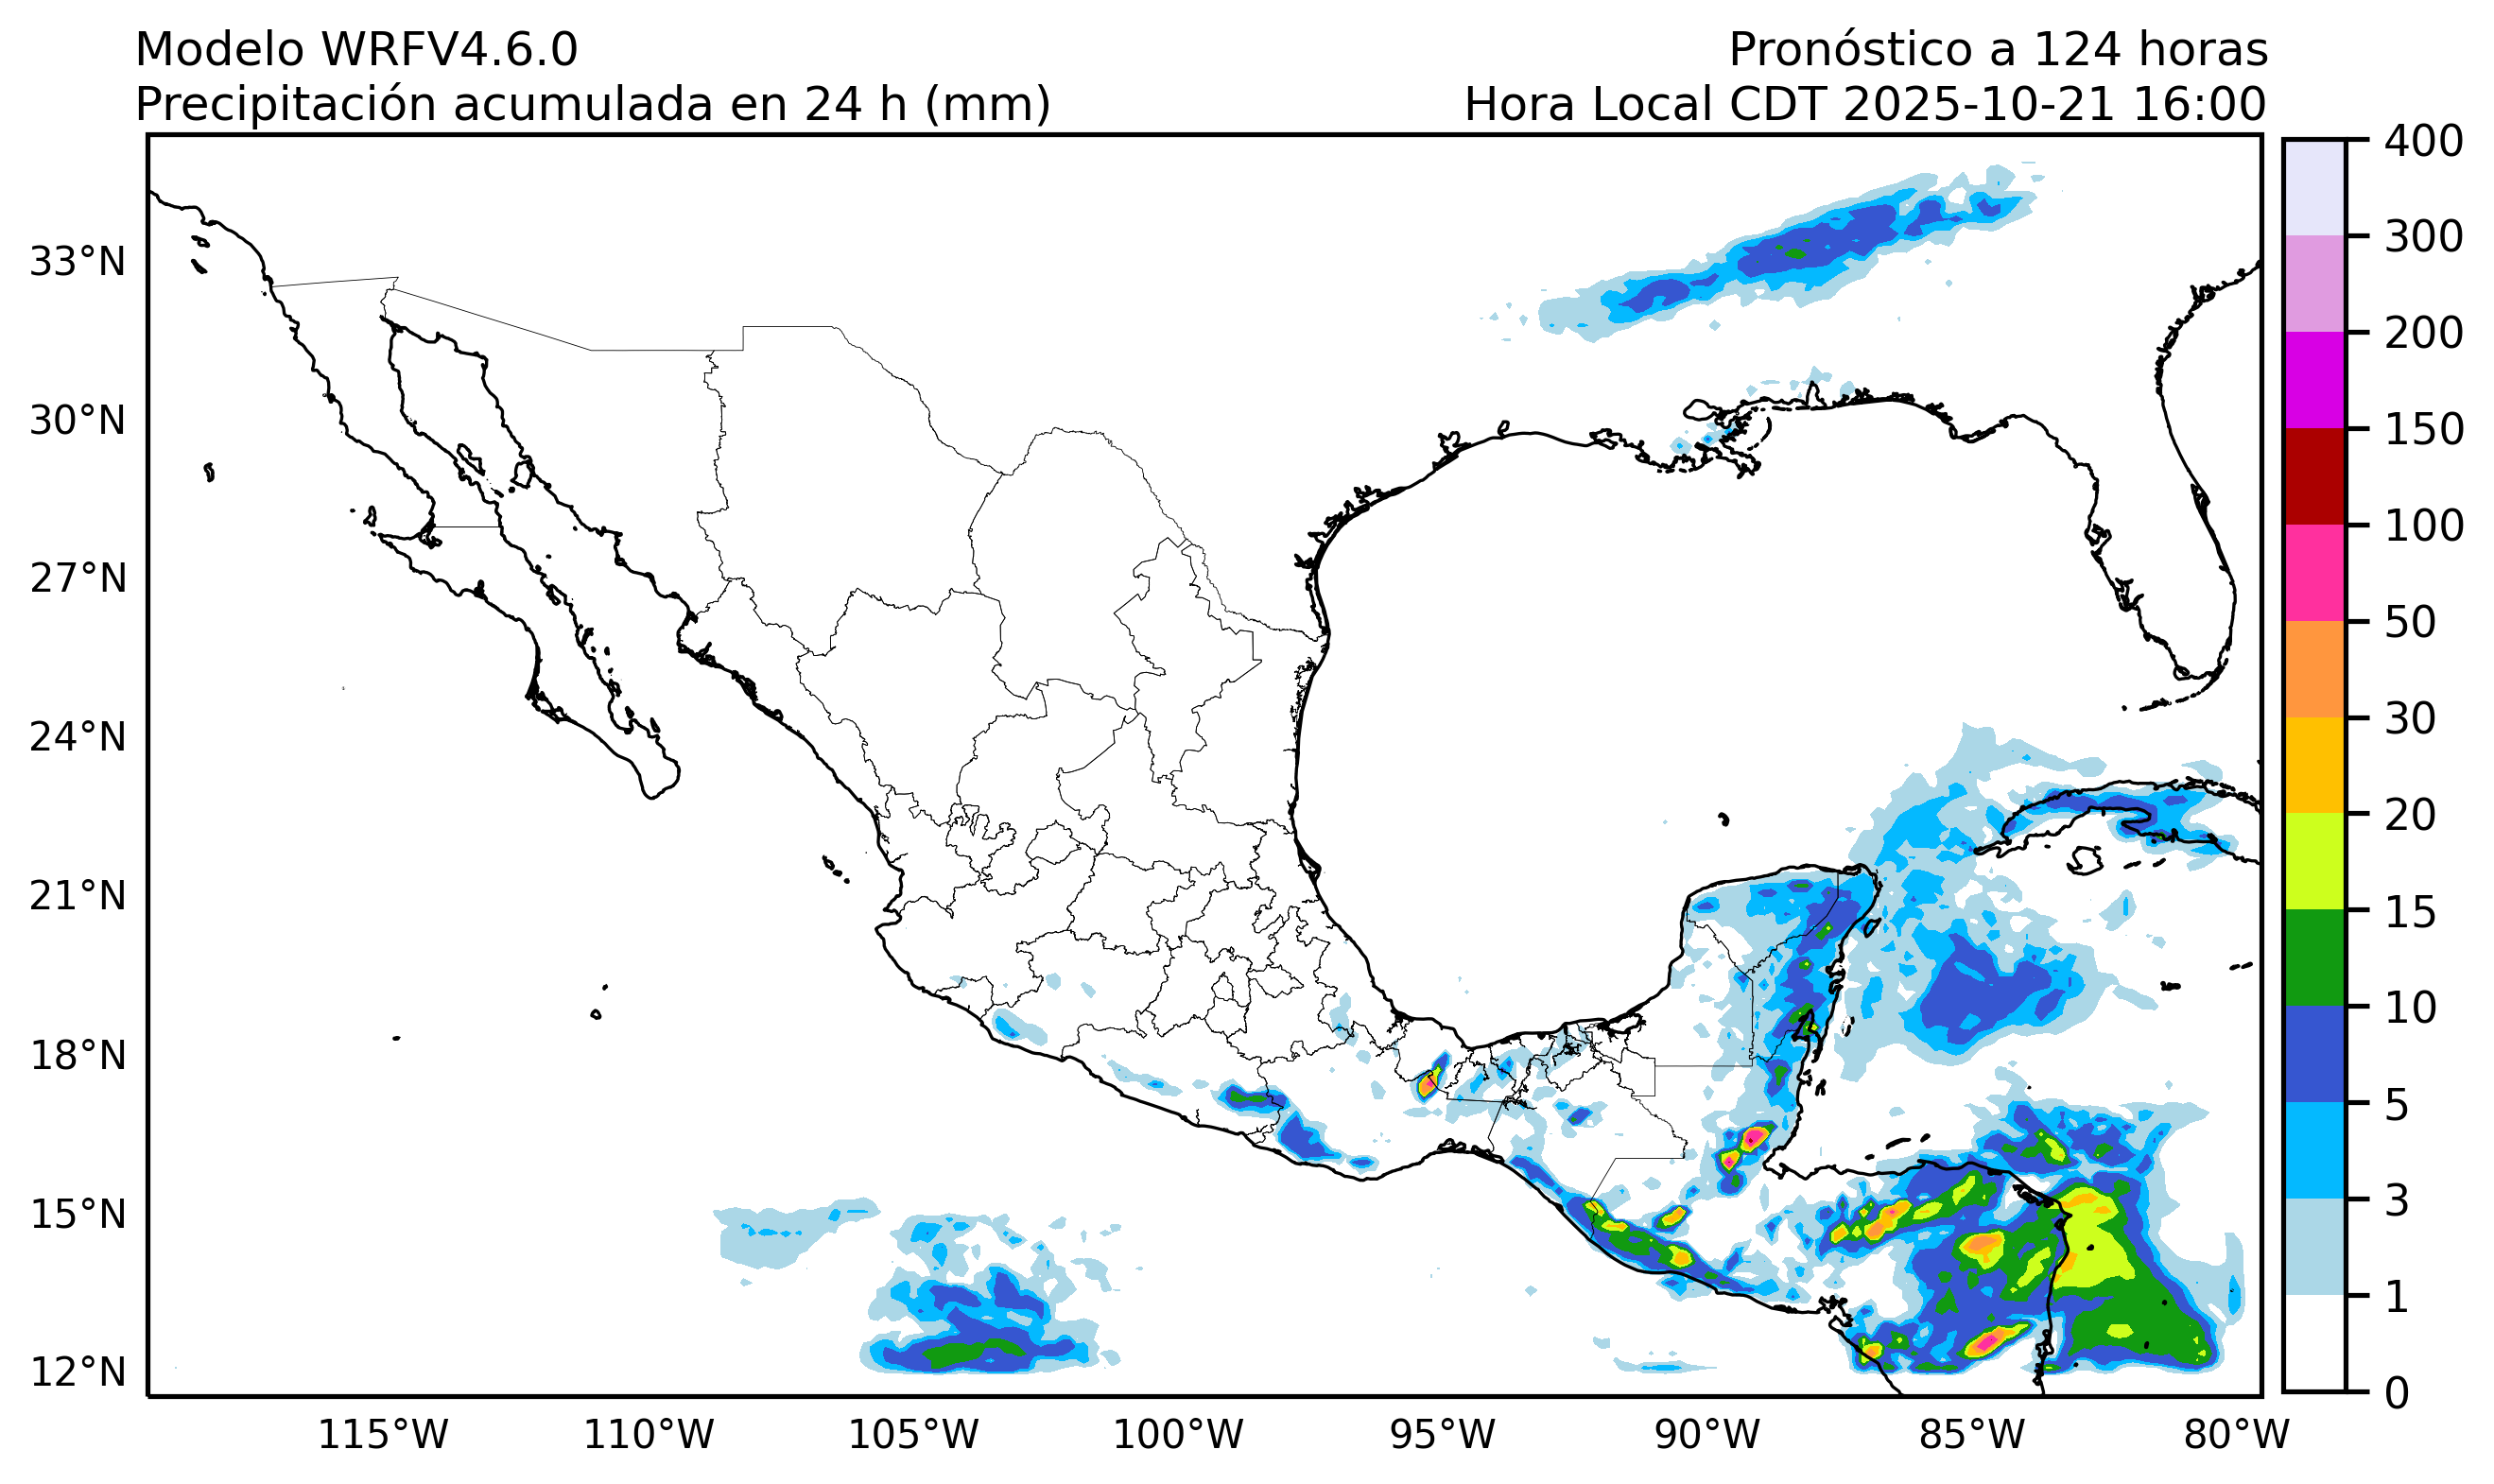 Modelo WRFV4.6.0
Pronóstico a 124 horas
Precipitación acumulada en 24 h (mm)
Hora Local CDT 2025-10-21 16:00
33°N
30°N
27°N
24°N
21°N
18°N
15°N
12°N
115°W
110°W
105°W
100°W
95°W
90°W
85°W
80°W
400
300
200
150
100
50
30
20
15
10
5
3
1
0